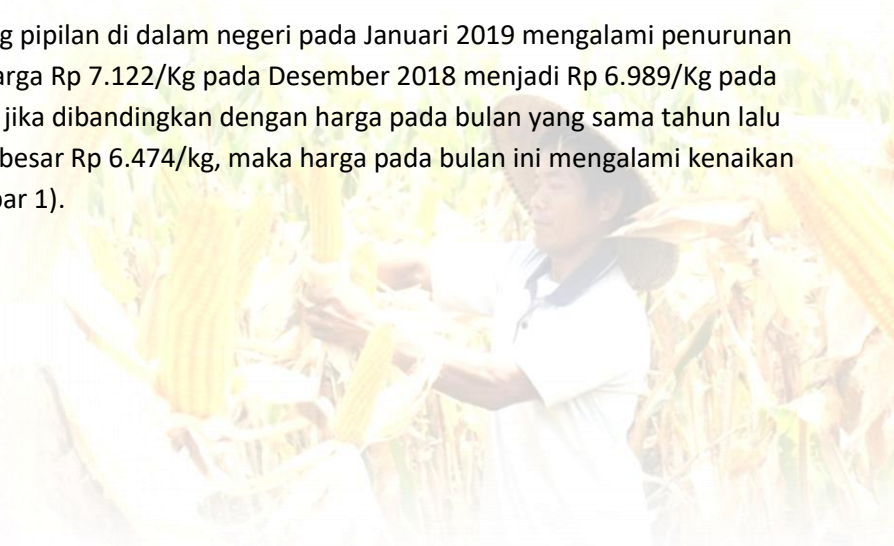 g pipilan di dalam negeri pada Januari 2019 mengalami penurunan
arga Rp 7.122/Kg pada Desember 2018 menjadi Rp 6.989/Kg pada
jika dibandingkan dengan harga pada bulan yang sama tahun lalu
besar Rp 6.474/kg, maka harga pada bulan ini mengalami kenaikan
bar 1).